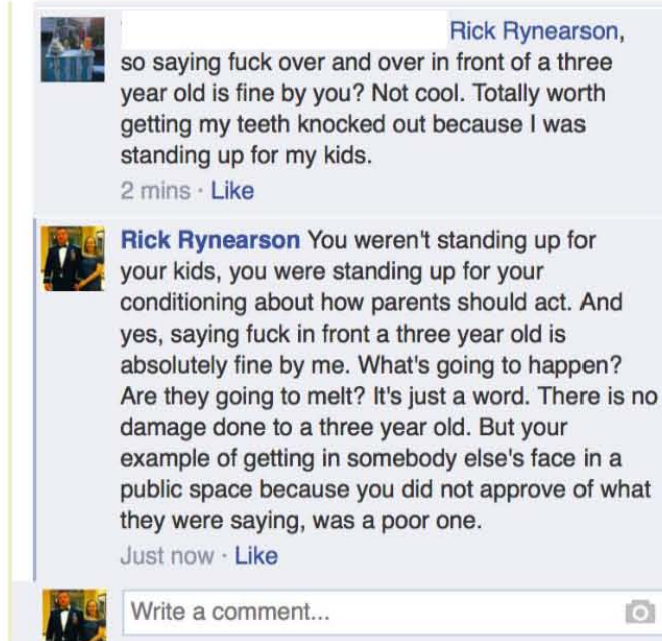 Rick Rynearson,
so saying fuck over and over in front of a three
year old is fine by you? Not cool. Totally worth
getting my teeth knocked out because I was
standing up for my kids.
2 mins · Like
Rick Rynearson You weren't standing up for
your kids, you were standing up for your
conditioning about how parents should act. And
yes, saying fuck in front a three year old is
absolutely fine by me. What's going to happen?
Are they going to melt? It's just a word. There is no
damage done to a three year old. But your
example of getting in somebody else's face in a
public space because you did not approve of what
they were saying, was a poor one.
Just now · Like
Write a comment...